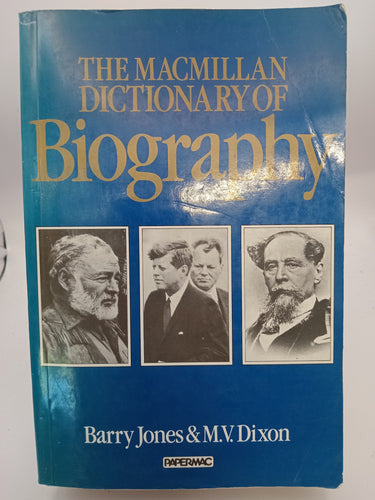 THE MACMILLAN
DICTIONARY OF
Biography
Barry Jones & M.V. Dixon
PAPERMAC